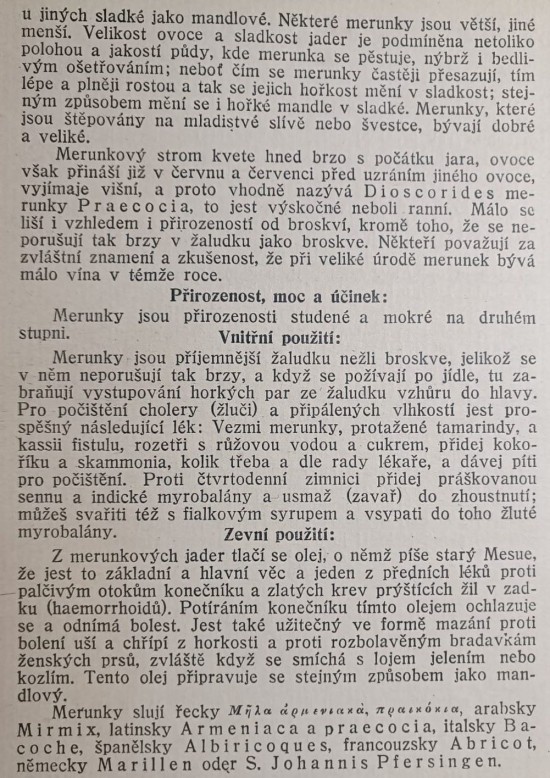 u jiných sladké jako mandlové. Některé merunky jsou větší, jiné
menší. Velikost ovoce a sladkost jader je podmíněna netoliko
polohou a jakostí půdy, kde merunka se pěstuje, nýbrž i bedli-
vým ošetřováním; neboť čím se merunky častěji přesazují, tím
lépe a plněji rostou a tak se jejich hořkost mění v sladkost; stej-
ným způsobem mění se i hořké mandle v sladké. Merunky, které
jsou štěpovány na mladistvé slívě nebo švestce, bývají dobré
a veliké.
Merunkový strom kvete hned brzo s počátku jara, ovoce
však přináší již v červnu a červenci před uzráním jiného ovoce,
vyjímaje višní, a proto vhodně nazývá Dioscorides me-
runky Praecocia, to jest výskočné neboli ranní. Málo se
liší i vzhledem i přirozeností od broskví, kromě toho, že se ne-
porušují tak brzy v žaludku jako broskve. Někteří považují za
zvláštní znamení a zkušenost, že při veliké úrodě merunek bývá
málo vína v témže roce.
Přirozenost, moc a účinek:
Merunky jsou přirozenosti studené a mokré na druhém
stupni.
Vnitřní použití:
Merunky jsou příjemnější žaludku nežli broskve, jelikož se
v něm neporušují tak brzy, a když se požívají po jídle, tu za-
braňují vystupování horkých par ze žaludku vzhůru do hlavy.
Pro počištění cholery (žluči) a připálených vlhkostí jest pro-
spěšný následující lék: Vezmi merunky, protažené tamarindy, a
kassii fistulu, rozetři s růžovou vodou a cukrem, přidej koko-
říku a skammonia, kolik třeba a dle rady lékaře, a dávej píti
pro počištění. Proti čtvrtodenní zimnici přidej práškovanou
sennu a indické myrobalány a usmaž (zavař) do zhoustnutí;
můžeš svařiti též s fialkovým syrupem a vsypati do toho žluté
myrobalány.
Zevní použití:
Z merunkových jader tlačí se olej, o němž píše starý Mesue,
že jest to základní a hlavní věc a jeden z předních léků proti
palčivým otokům konečníku a zlatých krev prýštících žil v zad-
ku (haemorrhoidů). Potíráním konečníku tímto olejem ochlazuje
se a odnímá bolest. Jest také užitečný ve formě mazání proti
bolení uší a chřípí z horkosti a proti rozbolavěným bradavkám
ženských prsů, zvláště když se smíchá s lojem jelením nebo
kozlím. Tento olej připravuje se stejným způsobem jako man-
dlový.
Merunky slují řecky Μῆλα ἀρμενιακὰ, πραικόκια, arabsky
Mirmix, latinsky Armeniaca a praecocia, italsky Ba-
coche, španělsky Albiricoques, francouzsky Abricot,
německy Marillen oder S. Johannis Pfersingen.